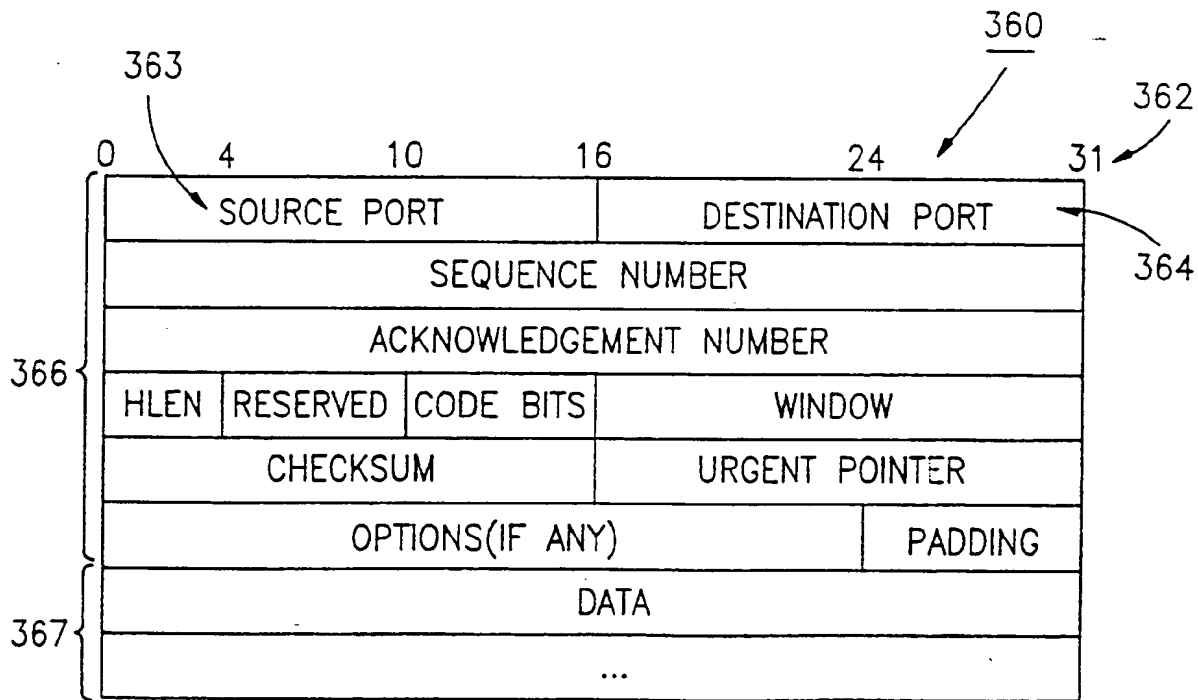 360
363
362
0 4 10 16 24 31
SOURCE PORT DESTINATION PORT
364
SEQUENCE NUMBER
ACKNOWLEDGEMENT NUMBER
366
HLEN RESERVED CODE BITS WINDOW
CHECKSUM URGENT POINTER
OPTIONS(IF ANY) PADDING
DATA
367
...